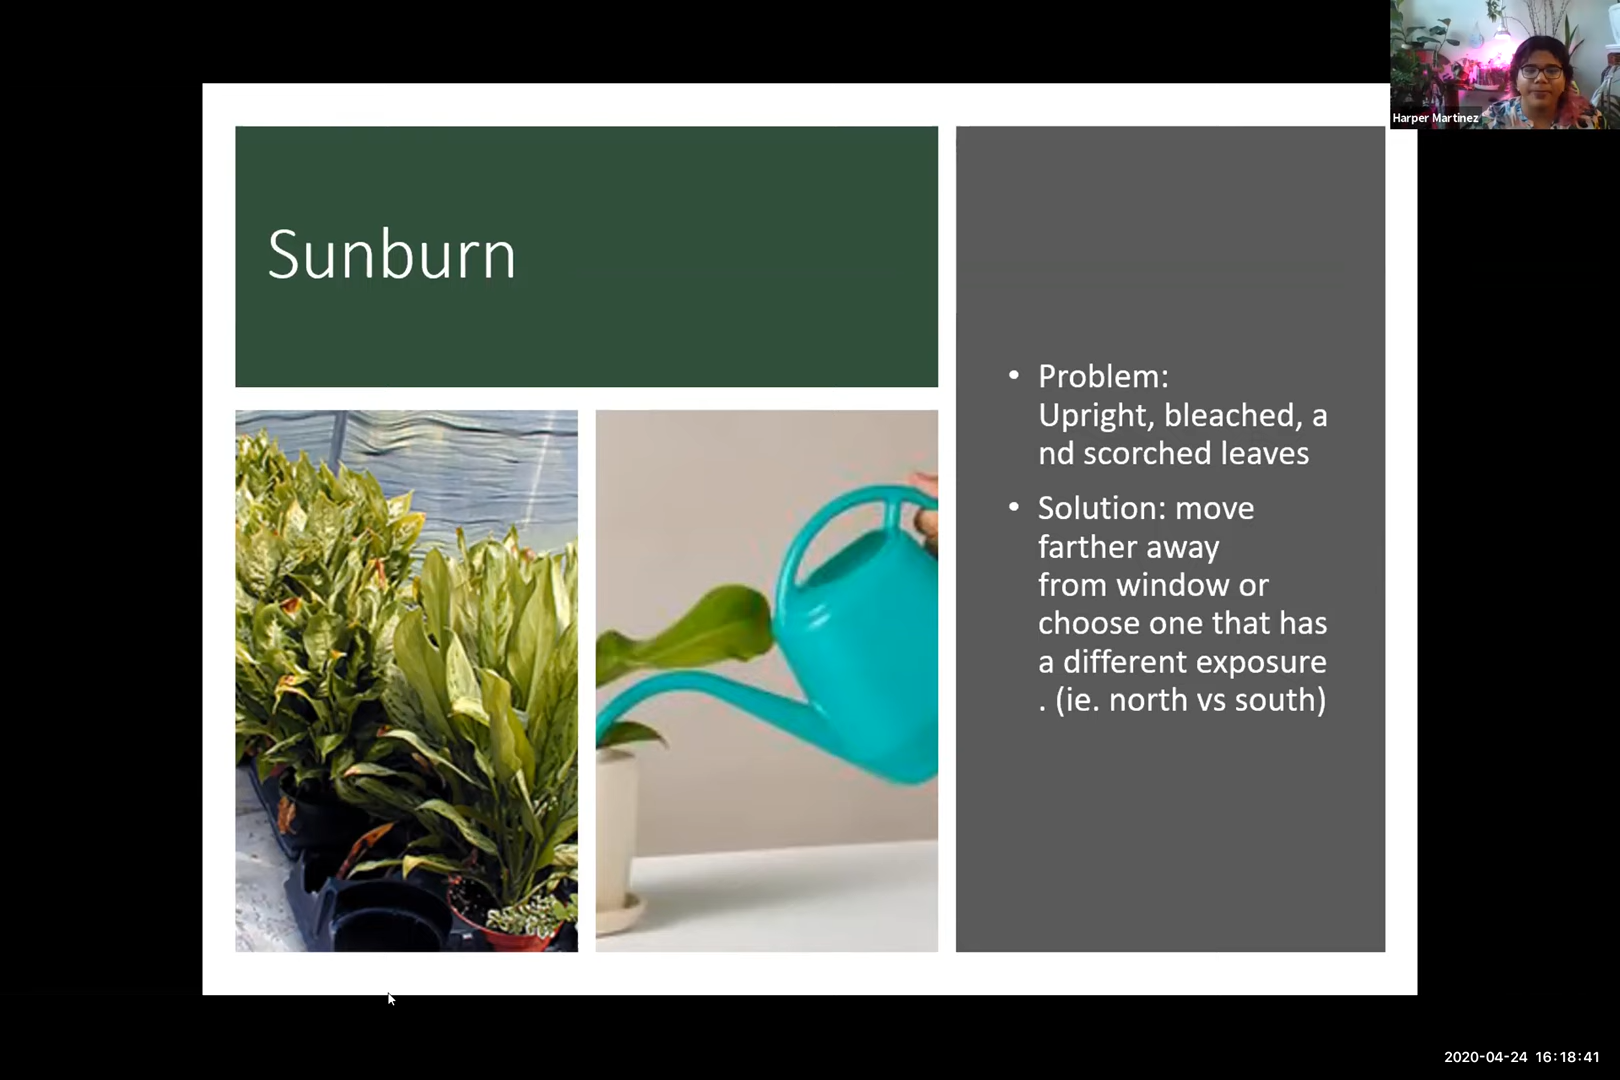 Harper Martinez
Sunburn
• Problem:
Upright, bleached, a
nd scorched leaves
• Solution: move
farther away
from window or
choose one that has
a different exposure
. (ie. north vs south)
2020-04-24 16:18:41